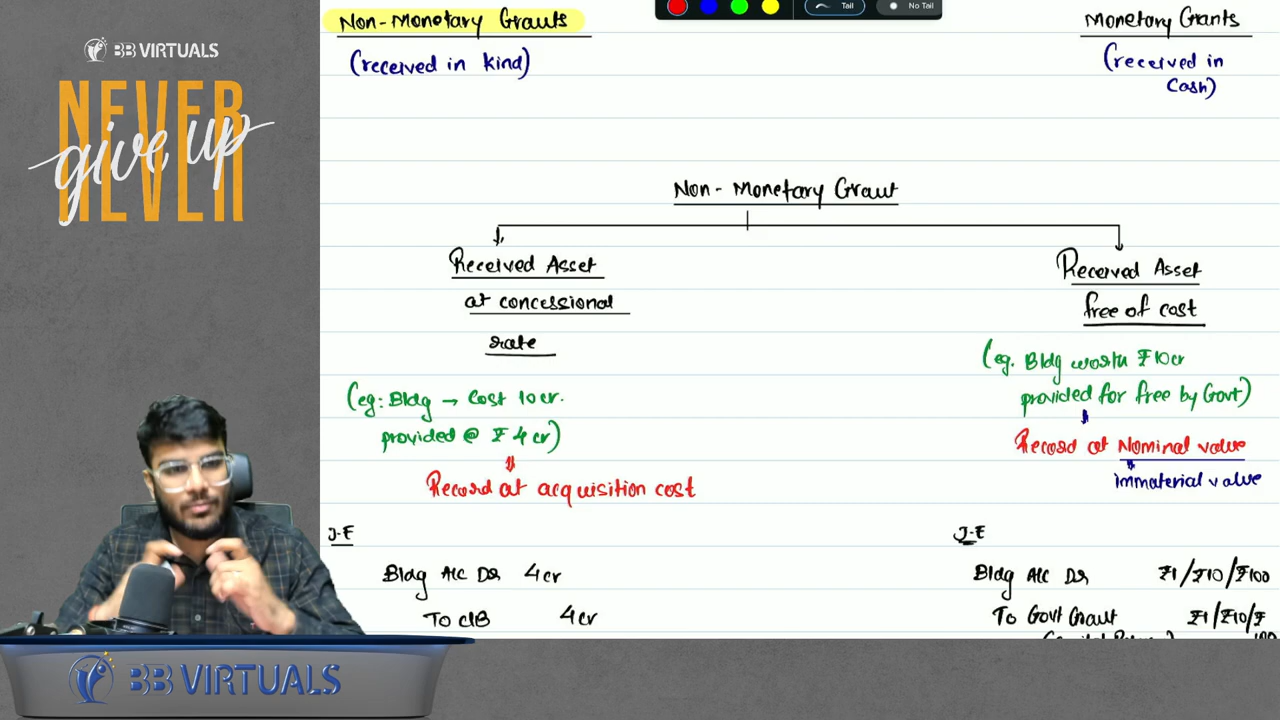 BB VIRTUALS
NEVER
give up
NEVER
Tail
No Tail
Non-Monetary Grants
(received in kind)
Monetary Grants
(received in
Cash)
Non-Monetary Grant
Received Asset
at concessional
rate
(eg: Bldg → Cost 10cr.
provided @ ₹ 4 cr)
Record at acquisition cost
J.E
Bldg A/C Dr 4cr
To C/B 4cr
Received Asset
free of cost
(eg. Bldg worth ₹10cr
provided for free by Govt)
Record at Nominal value
immaterial value
J.E
Bldg A/C Dr ₹1/₹10/₹100
To Govt Grant ₹1/₹10/₹
BB VIRTUALS